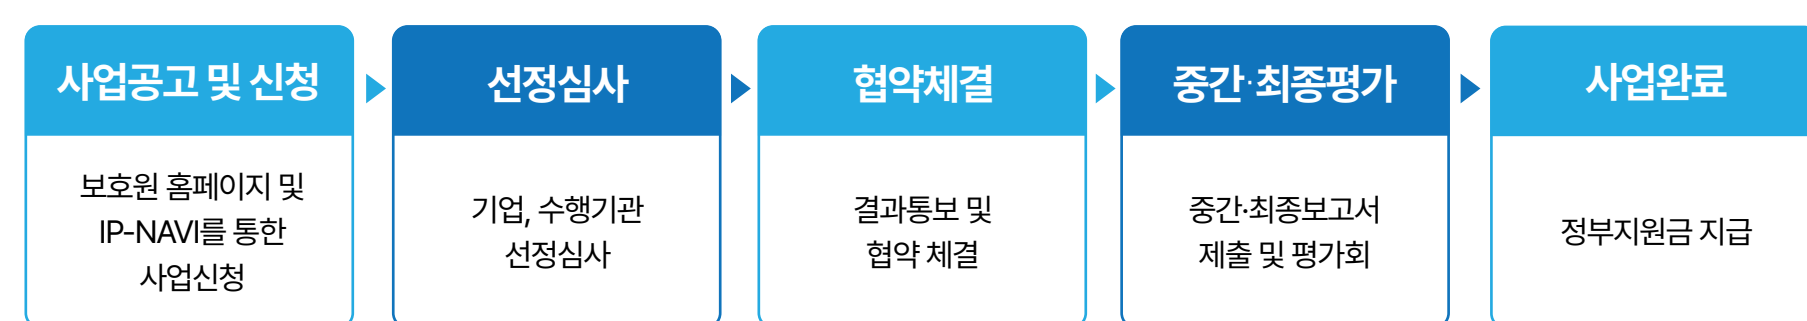 사업공고 및 신청
보호원 홈페이지 및
IP-NAVI를 통한
사업신청
선정심사
기업, 수행기관
선정심사
협약체결
결과통보 및
협약 체결
중간·최종평가
중간·최종보고서
제출 및 평가회
사업완료
정부지원금 지급